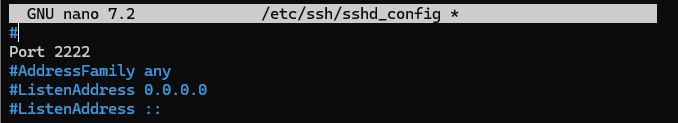 GNU nano 7.2 /etc/ssh/sshd_config *
#
Port 2222
#AddressFamily any
#ListenAddress 0.0.0.0
#ListenAddress ::